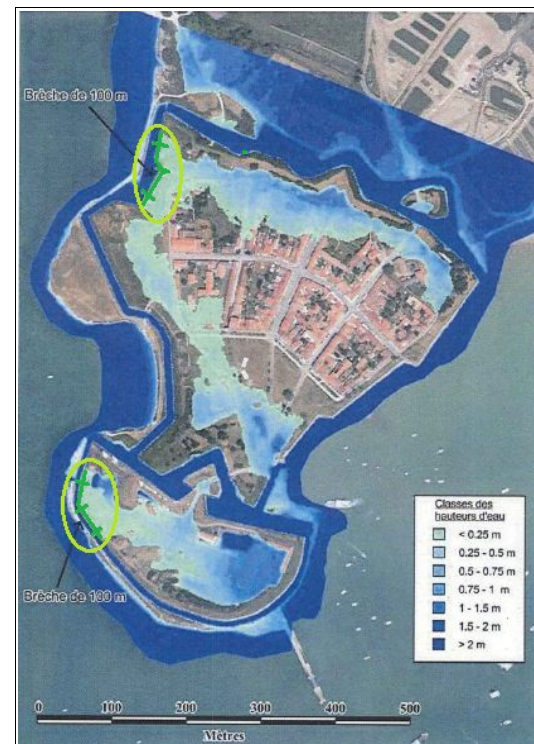 Brèche de 100 m
Brèche de 100 m
Classes des
hauteurs d'eau
< 0.25 m
0.25 - 0.5 m
0.5 - 0.75 m
0.75 - 1 m
1 - 1.5 m
1.5 - 2 m
> 2 m
0 100 200 300 400 500
Mètres